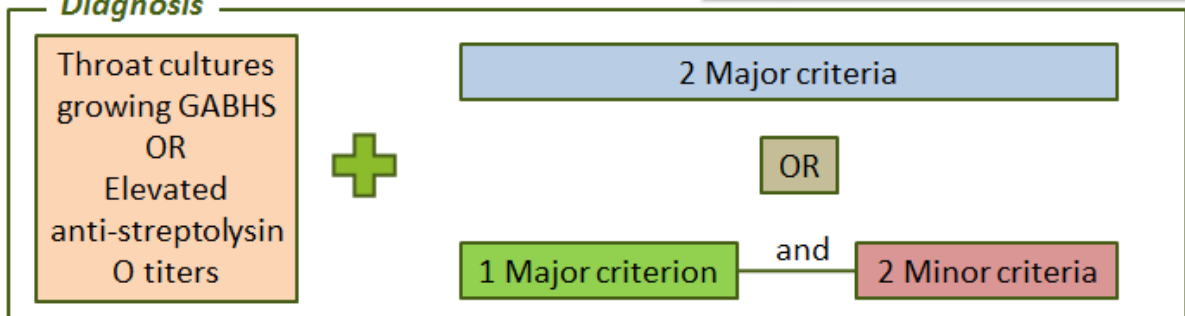 Diagnosis
Throat cultures
growing GABHS
OR
Elevated
anti-streptolysin
O titers
2 Major criteria
OR
1 Major criterion
and
2 Minor criteria